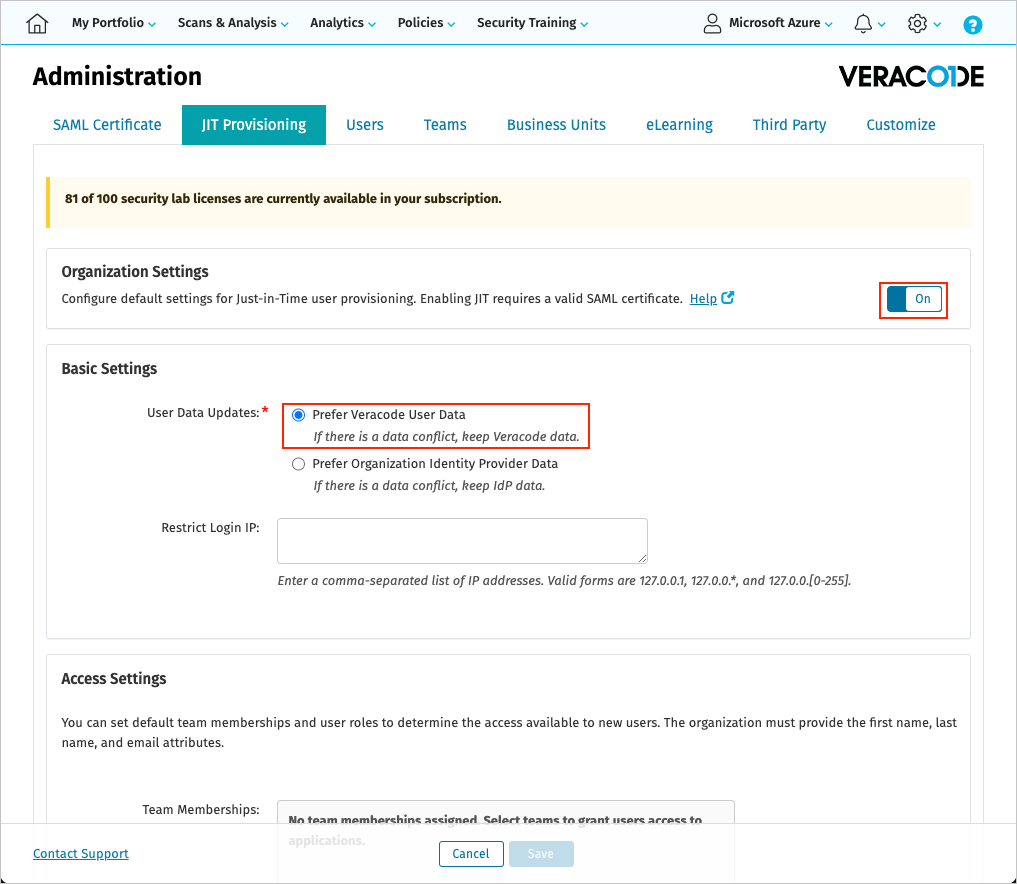 My Portfolio Scans & Analysis Analytics Policies Security Training Microsoft Azure ?
Administration
VERACODE
SAML Certificate JIT Provisioning Users Teams Business Units eLearning Third Party Customize
81 of 100 security lab licenses are currently available in your subscription.
Organization Settings
Configure default settings for Just-in-Time user provisioning. Enabling JIT requires a valid SAML certificate. Help
On
Basic Settings
User Data Updates:*
Prefer Veracode User Data
If there is a data conflict, keep Veracode data.
Prefer Organization Identity Provider Data
If there is a data conflict, keep IdP data.
Restrict Login IP:
Enter a comma-separated list of IP addresses. Valid forms are 127.0.0.1, 127.0.0.*, and 127.0.0.[0-255].
Access Settings
You can set default team memberships and user roles to determine the access available to new users. The organization must provide the first name, last
name, and email attributes.
Team Memberships:
No team memberships assigned. Select teams to grant users access to
applications.
Contact Support Cancel Save